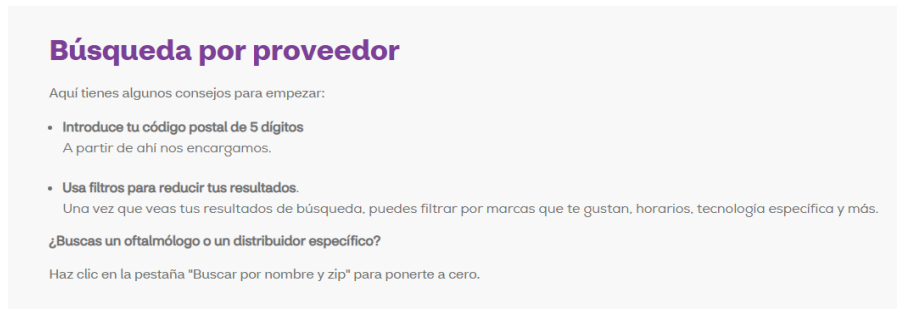 Búsqueda por proveedor
Aquí tienes algunos consejos para empezar:
• Introduce tu código postal de 5 dígitos
A partir de ahí nos encargamos.
• Usa filtros para reducir tus resultados.
Una vez que veas tus resultados de búsqueda, puedes filtrar por marcas que te gustan, horarios, tecnología específica y más.
¿Buscas un oftalmólogo o un distribuidor específico?
Haz clic en la pestaña "Buscar por nombre y zip" para ponerte a cero.